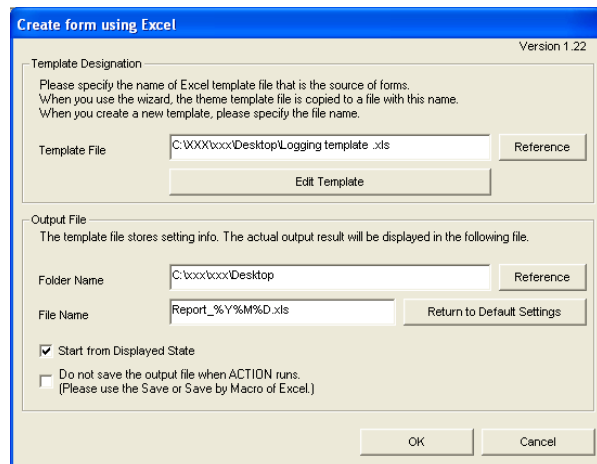 Create form using Excel
Version 1.22
Template Designation
Please specify the name of Excel template file that is the source of forms.
When you use the wizard, the theme template file is copied to a file with this name.
When you create a new template, please specify the file name.
Template File
C:\XXX\xxx\Desktop\Logging template .xls
Reference
Edit Template
Output File
The template file stores setting info. The actual output result will be displayed in the following file.
Folder Name
C:\xxx\xxx\Desktop
Reference
File Name
Report_%Y%M%D.xls
Return to Default Settings
Start from Displayed State
Do not save the output file when ACTION runs.
(Please use the Save or Save by Macro of Excel.)
OK
Cancel